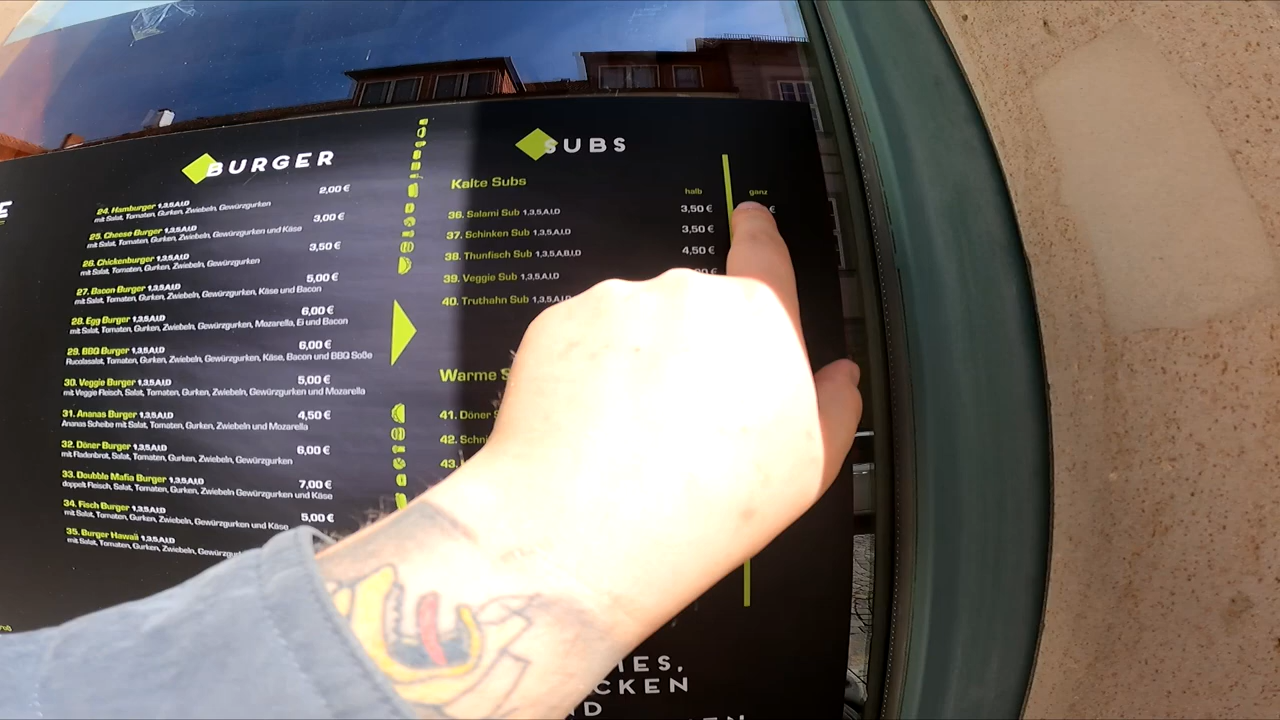 BURGER
2,00 €
24. Hamburger 1,3,5,A,I,D
mit Salat, Tomaten, Gurken, Zwiebeln, Gewürzgurken
3,00 €
25. Cheese Burger 1,3,5,A,I,D
mit Salat, Tomaten, Gurken, Zwiebeln, Gewürzgurken und Käse
3,50 €
26. Chickenburger 1,3,5,A,I,D
mit Salat, Tomaten, Gurken, Zwiebeln, Gewürzgurken
5,00 €
27. Bacon Burger 1,3,5,A,I,D
mit Salat, Tomaten, Gurken, Zwiebeln, Gewürzgurken, Käse und Bacon
6,00 €
28. Egg Burger 1,3,5,A,I,D
mit Salat, Tomaten, Gurken, Zwiebeln, Gewürzgurken, Mozarella, Ei und Bacon
6,00 €
29. BBQ Burger 1,3,5,A,I,D
Rucolasalat, Tomaten, Gurken, Zwiebeln, Gewürzgurken, Käse, Bacon und BBQ Soße
30. Veggie Burger 1,3,5,A,I,D 5,00 €
mit Veggie Fleisch, Salat, Tomaten, Gurken, Zwiebeln, Gewürzgurken und Mozarella
31. Ananas Burger 1,3,5,A,I,D 4,50 €
Ananas Scheibe mit Salat, Tomaten, Gurken, Zwiebeln, Gewürzgurken und Mozarella
32. Döner Burger 1,3,5,A,I,D 6,00 €
mit Fladenbrot, Salat, Tomaten, Gurken, Zwiebeln, Gewürzgurken
33. Doubble Mafia Burger 1,3,5,A,I,D 7,00 €
doppelt Fleisch, Salat, Tomaten, Gurken, Zwiebeln Gewürzgurken und Käse
34. Fisch Burger 1,3,5,A,I,D 5,00 €
mit Salat, Tomaten, Gurken, Zwiebeln, Gewürzgurken und Käse
35. Burger Hawaii 1,3,5,A,I,D
mit Salat, Tomaten, Gurken, Zwiebeln,
SUBS
Kalte Subs halb ganz
36. Salami Sub 1,3,5,A,I,D 3,50 € €
37. Schinken Sub 1,3,5,A,I,D 3,50 €
38. Thunfisch Sub 1,3,5,A,B,I,D 4,50 €
39. Veggie Sub 1,3,5,A,I,D
40. Truthahn Sub 1,3,5,A,I,D
Warme
41. Döner
42.
43.